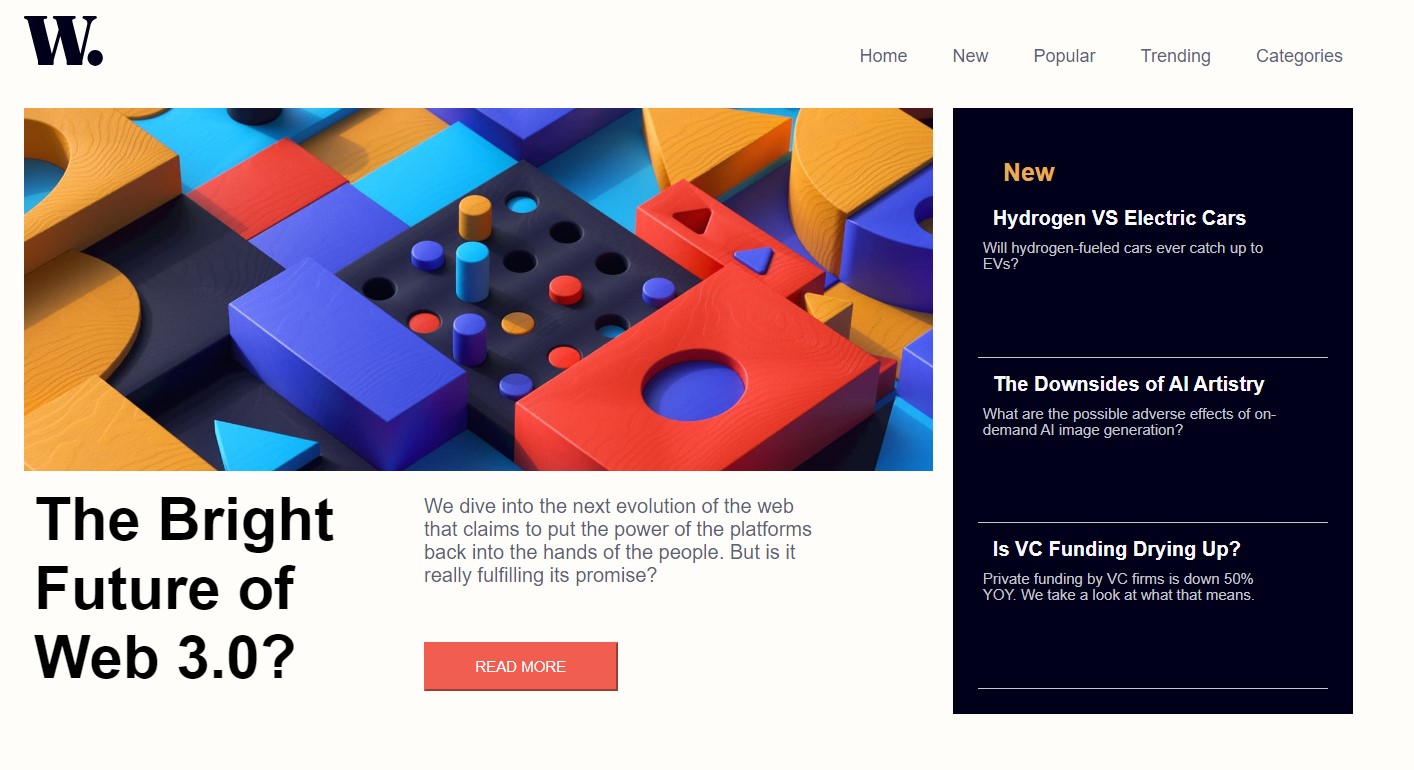 W.
Home New Popular Trending Categories
The Bright
Future of
Web 3.0?
We dive into the next evolution of the web
that claims to put the power of the platforms
back into the hands of the people. But is it
really fulfilling its promise?
READ MORE
New
Hydrogen VS Electric Cars
Will hydrogen-fueled cars ever catch up to
EVs?
The Downsides of AI Artistry
What are the possible adverse effects of on-
demand AI image generation?
Is VC Funding Drying Up?
Private funding by VC firms is down 50%
YOY. We take a look at what that means.